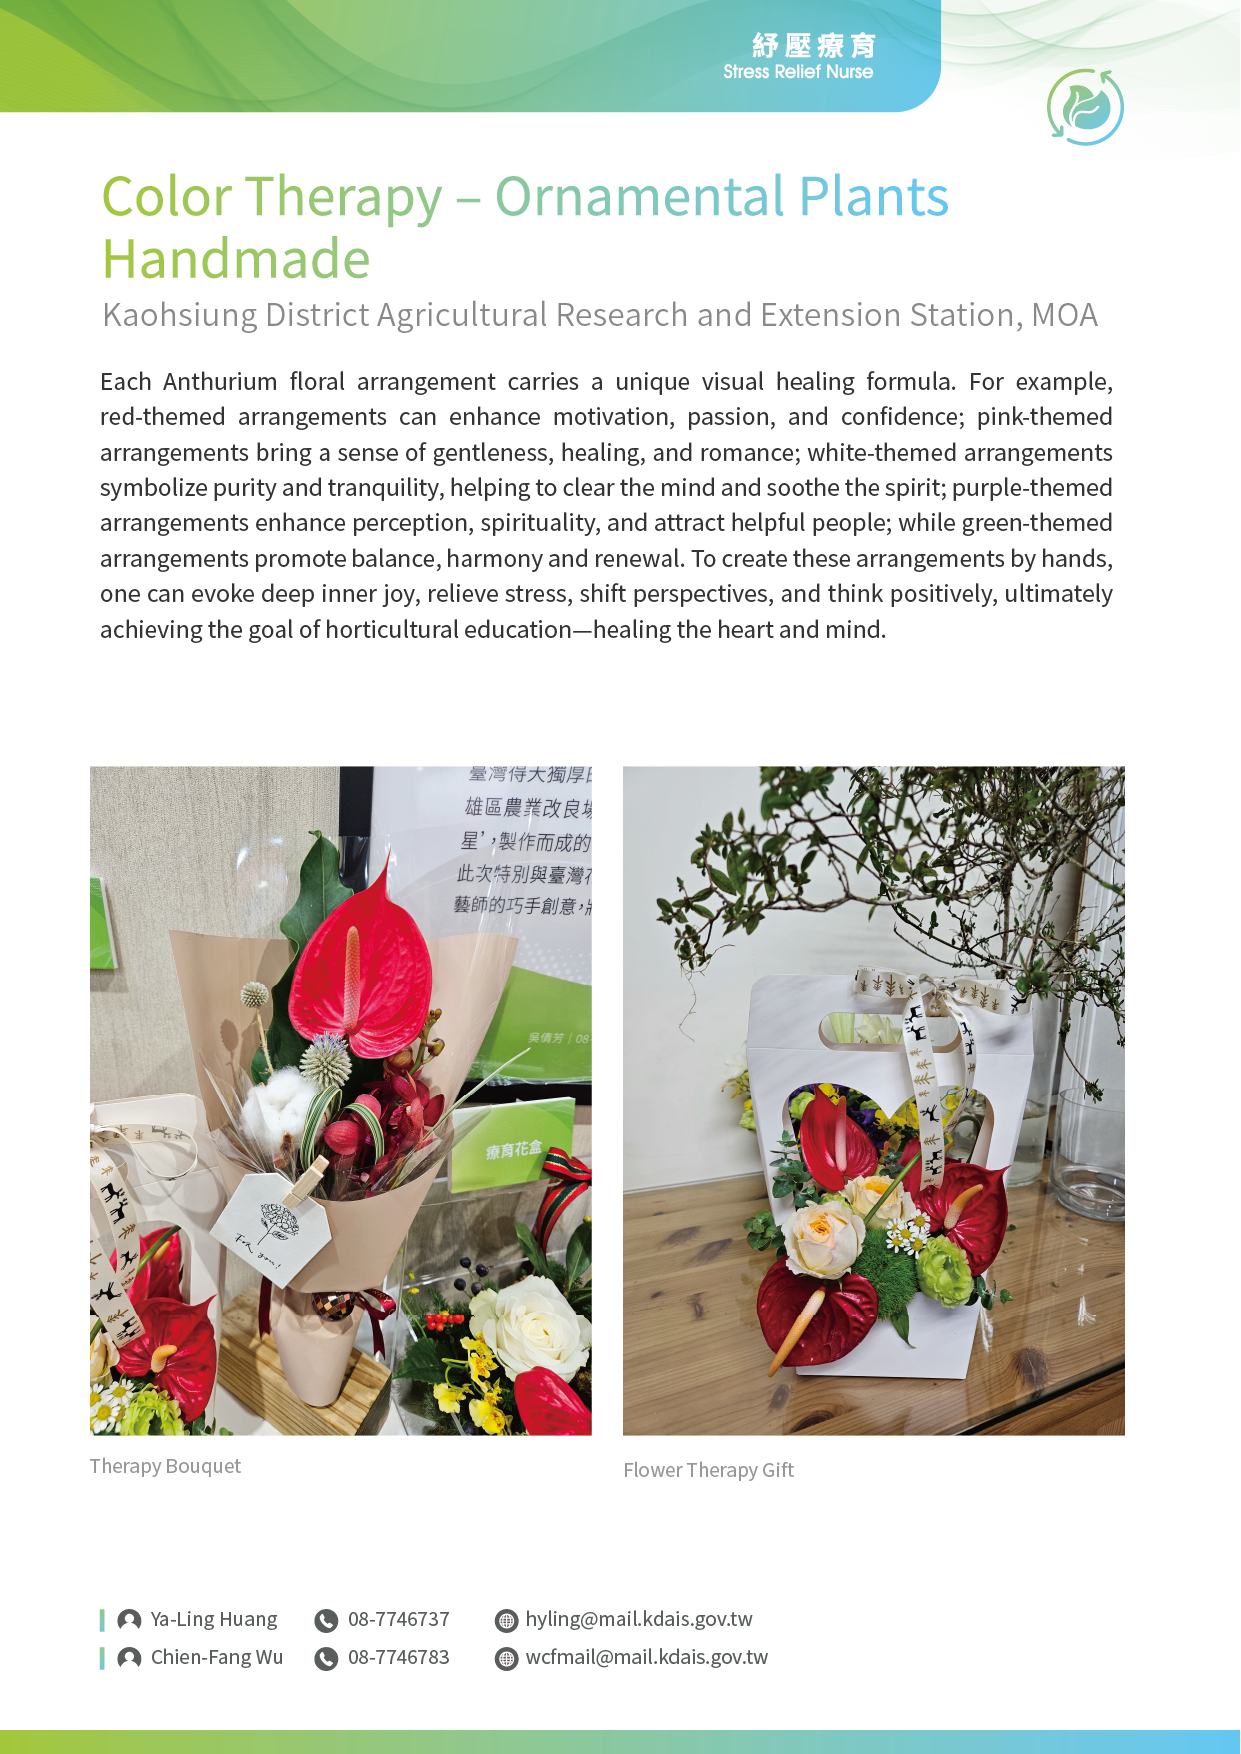 紓壓療育
Stress Relief Nurse
Color Therapy – Ornamental Plants
Handmade
Kaohsiung District Agricultural Research and Extension Station, MOA
Each Anthurium floral arrangement carries a unique visual healing formula. For example,
red-themed arrangements can enhance motivation, passion, and confidence; pink-themed
arrangements bring a sense of gentleness, healing, and romance; white-themed arrangements
symbolize purity and tranquility, helping to clear the mind and soothe the spirit; purple-themed
arrangements enhance perception, spirituality, and attract helpful people; while green-themed
arrangements promote balance, harmony and renewal. To create these arrangements by hands,
one can evoke deep inner joy, relieve stress, shift perspectives, and think positively, ultimately
achieving the goal of horticultural education—healing the heart and mind.
臺灣得天獨厚
雄區農業改良場
星’,製作而成的
此次特別與臺灣花
藝師的巧手創意,
吳倩芳|08-
療育花盒
For you!
Therapy Bouquet
Flower Therapy Gift
Ya-Ling Huang 08-7746737 hyling@mail.kdais.gov.tw
Chien-Fang Wu 08-7746783 wcfmail@mail.kdais.gov.tw